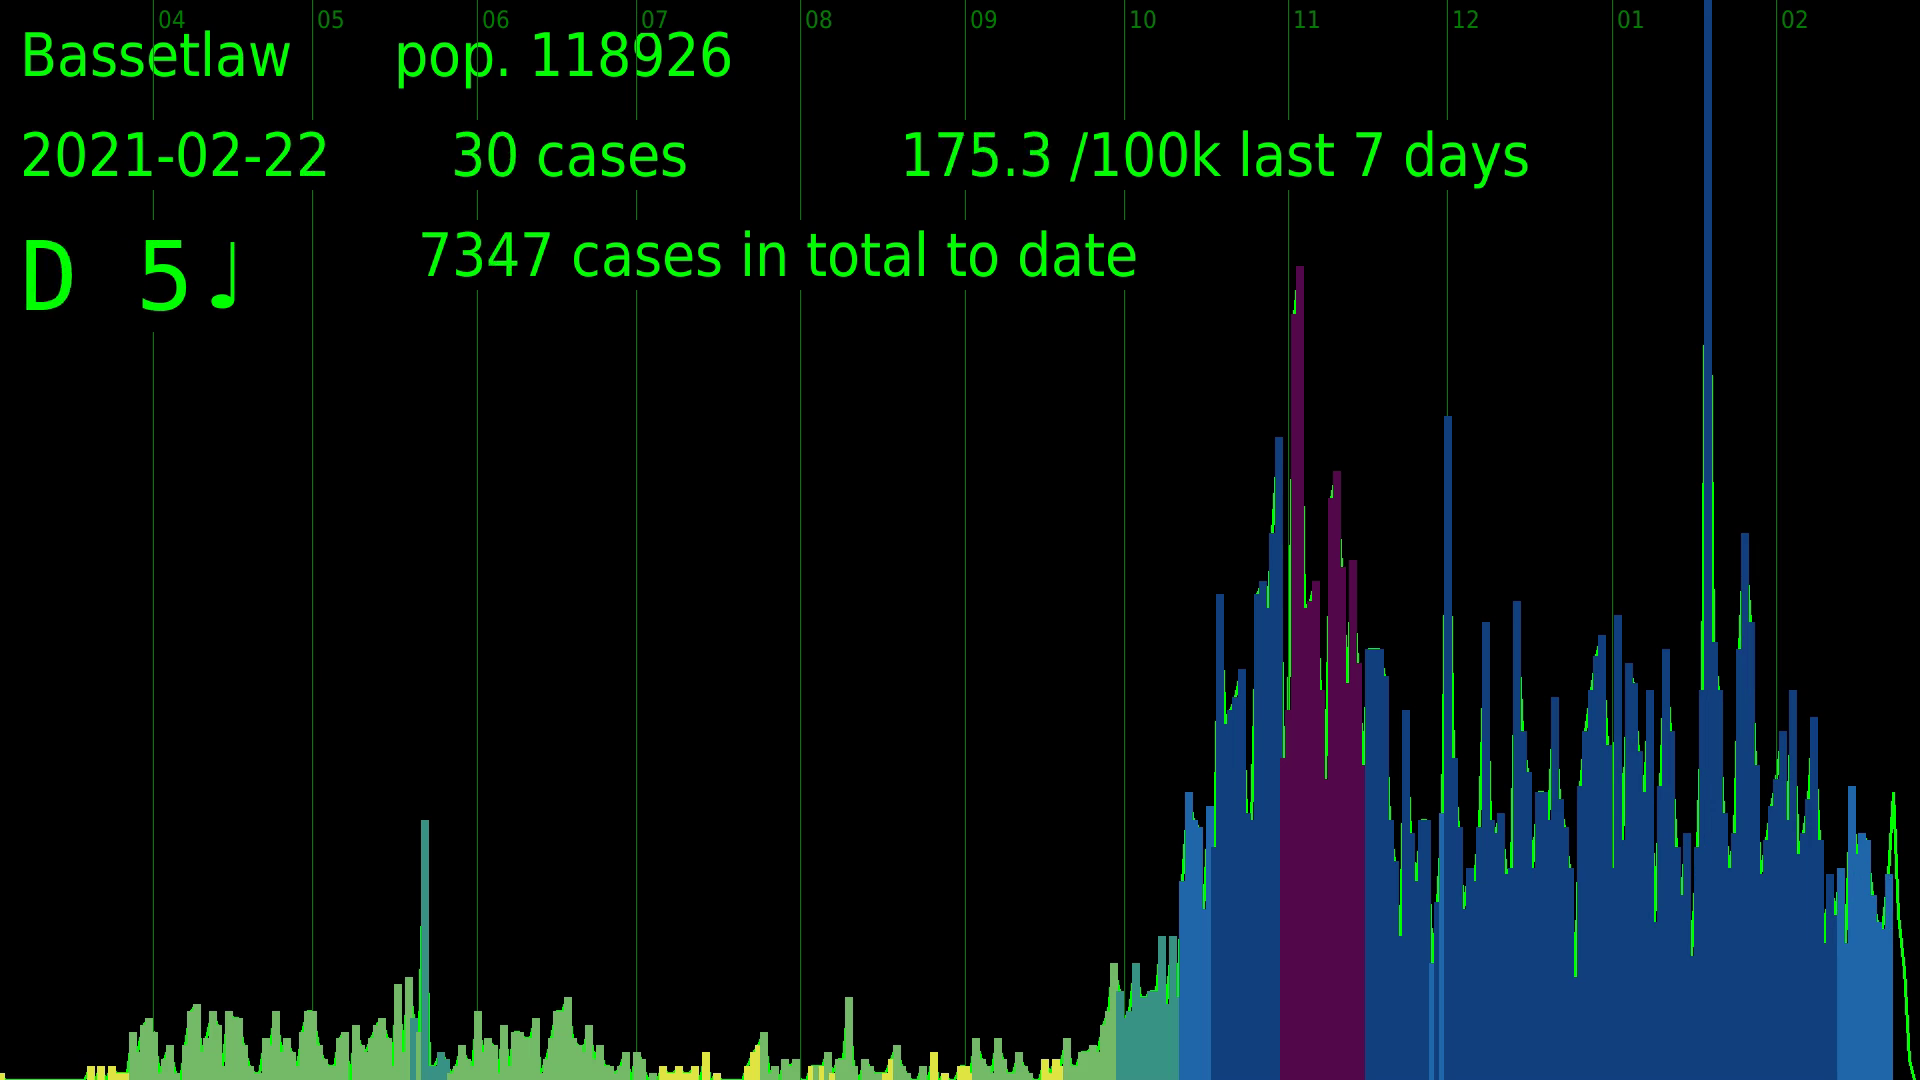 04 05 06 07 08 09 10 11 12 01 02
Bassetlaw pop. 118926
2021-02-22 30 cases 175.3 /100k last 7 days
D 5♩ 7347 cases in total to date